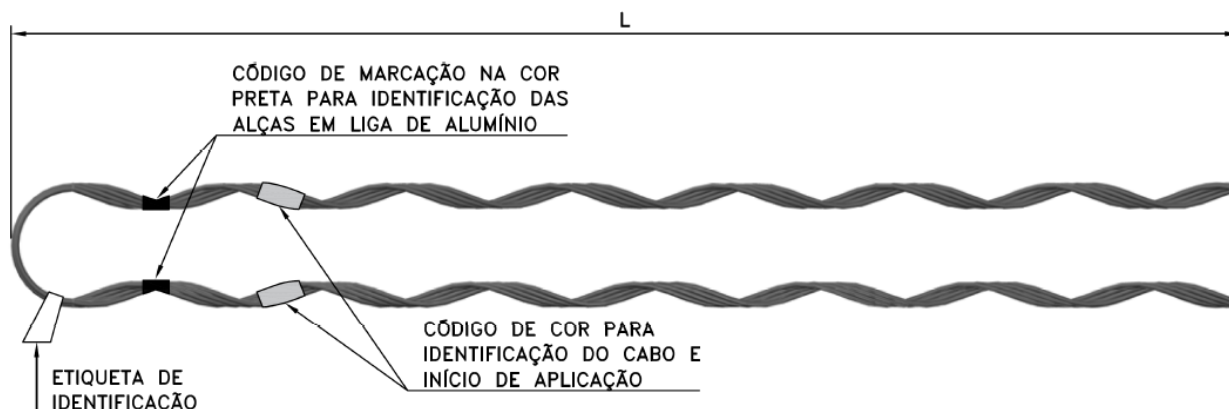 L
CÓDIGO DE MARCAÇÃO NA COR
PRETA PARA IDENTIFICAÇÃO DAS
ALÇAS EM LIGA DE ALUMÍNIO
CÓDIGO DE COR PARA
IDENTIFICAÇÃO DO CABO E
INÍCIO DE APLICAÇÃO
ETIQUETA DE
IDENTIFICAÇÃO